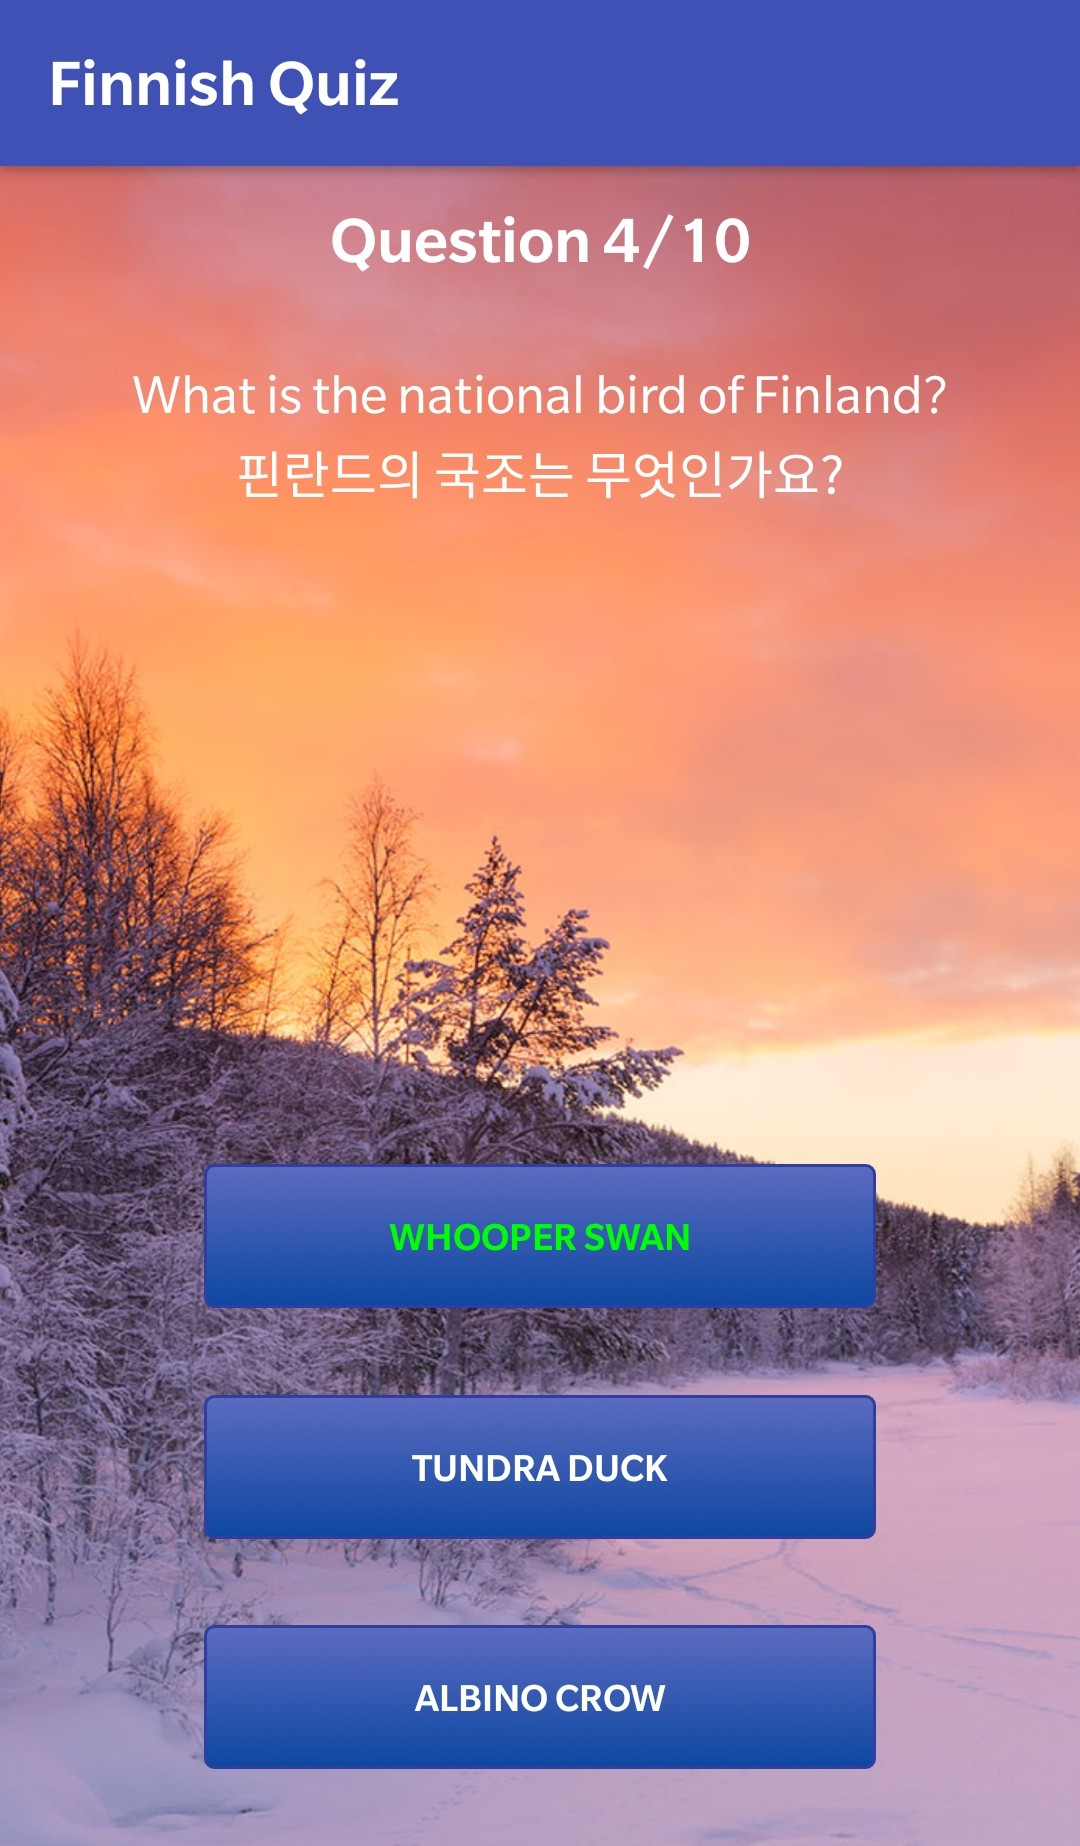 Finnish Quiz
Question 4/10
What is the national bird of Finland?
핀란드의 국조는 무엇인가요?
WHOOPER SWAN
TUNDRA DUCK
ALBINO CROW